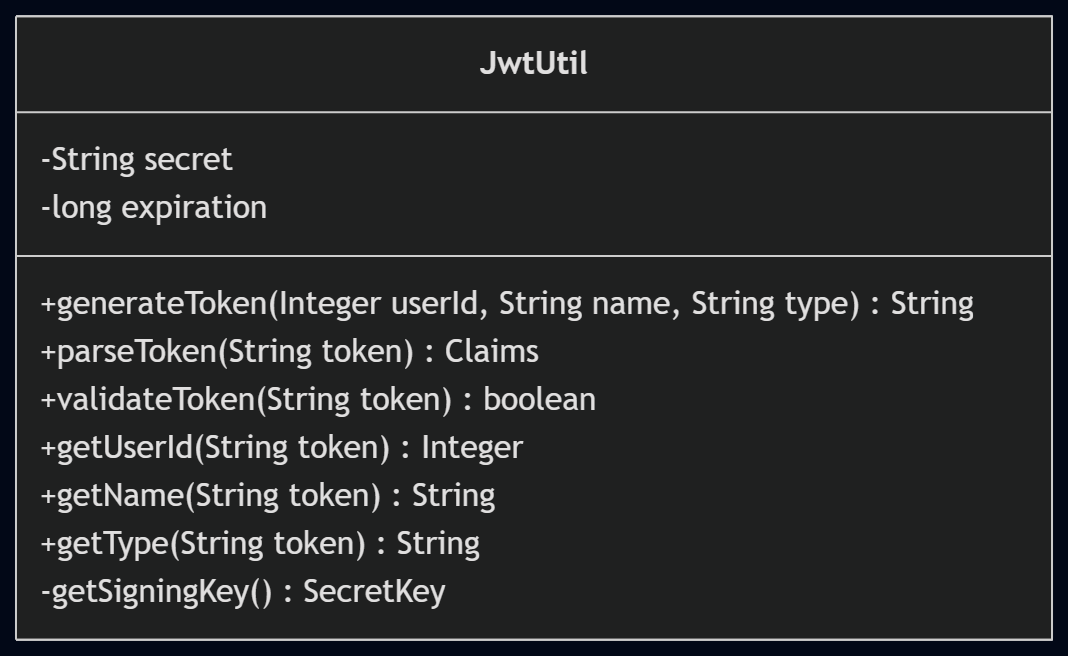 JwtUtil
-String secret
-long expiration
+generateToken(Integer userId, String name, String type) : String
+parseToken(String token) : Claims
+validateToken(String token) : boolean
+getUserId(String token) : Integer
+getName(String token) : String
+getType(String token) : String
-getSigningKey() : SecretKey